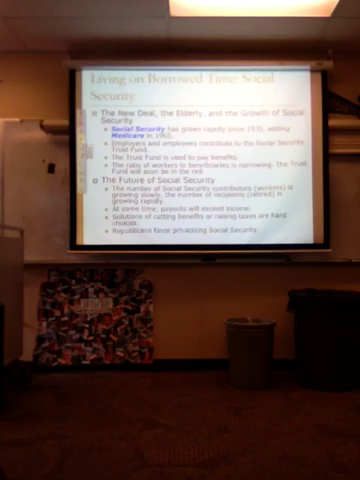 Living on Borrowed Time: Social
Security
The New Deal, the Elderly, and the Growth of Social
Security
Social Security has grown rapidly since 1935, adding
Medicare in 1965.
Employers and employees contribute to the Social Security
Trust Fund.
The Trust Fund is used to pay benefits.
The ratio of workers to beneficiaries is narrowing. The Trust
Fund will soon be in the red.
The Future of Social Security
The number of Social Security contributors (workers) is
growing slowly, the number of recipients (retired) is
growing rapidly.
At some time, payouts will exceed income.
Solutions of cutting benefits or raising taxes are hard
choices.
Republicans favor privatizing Social Security.